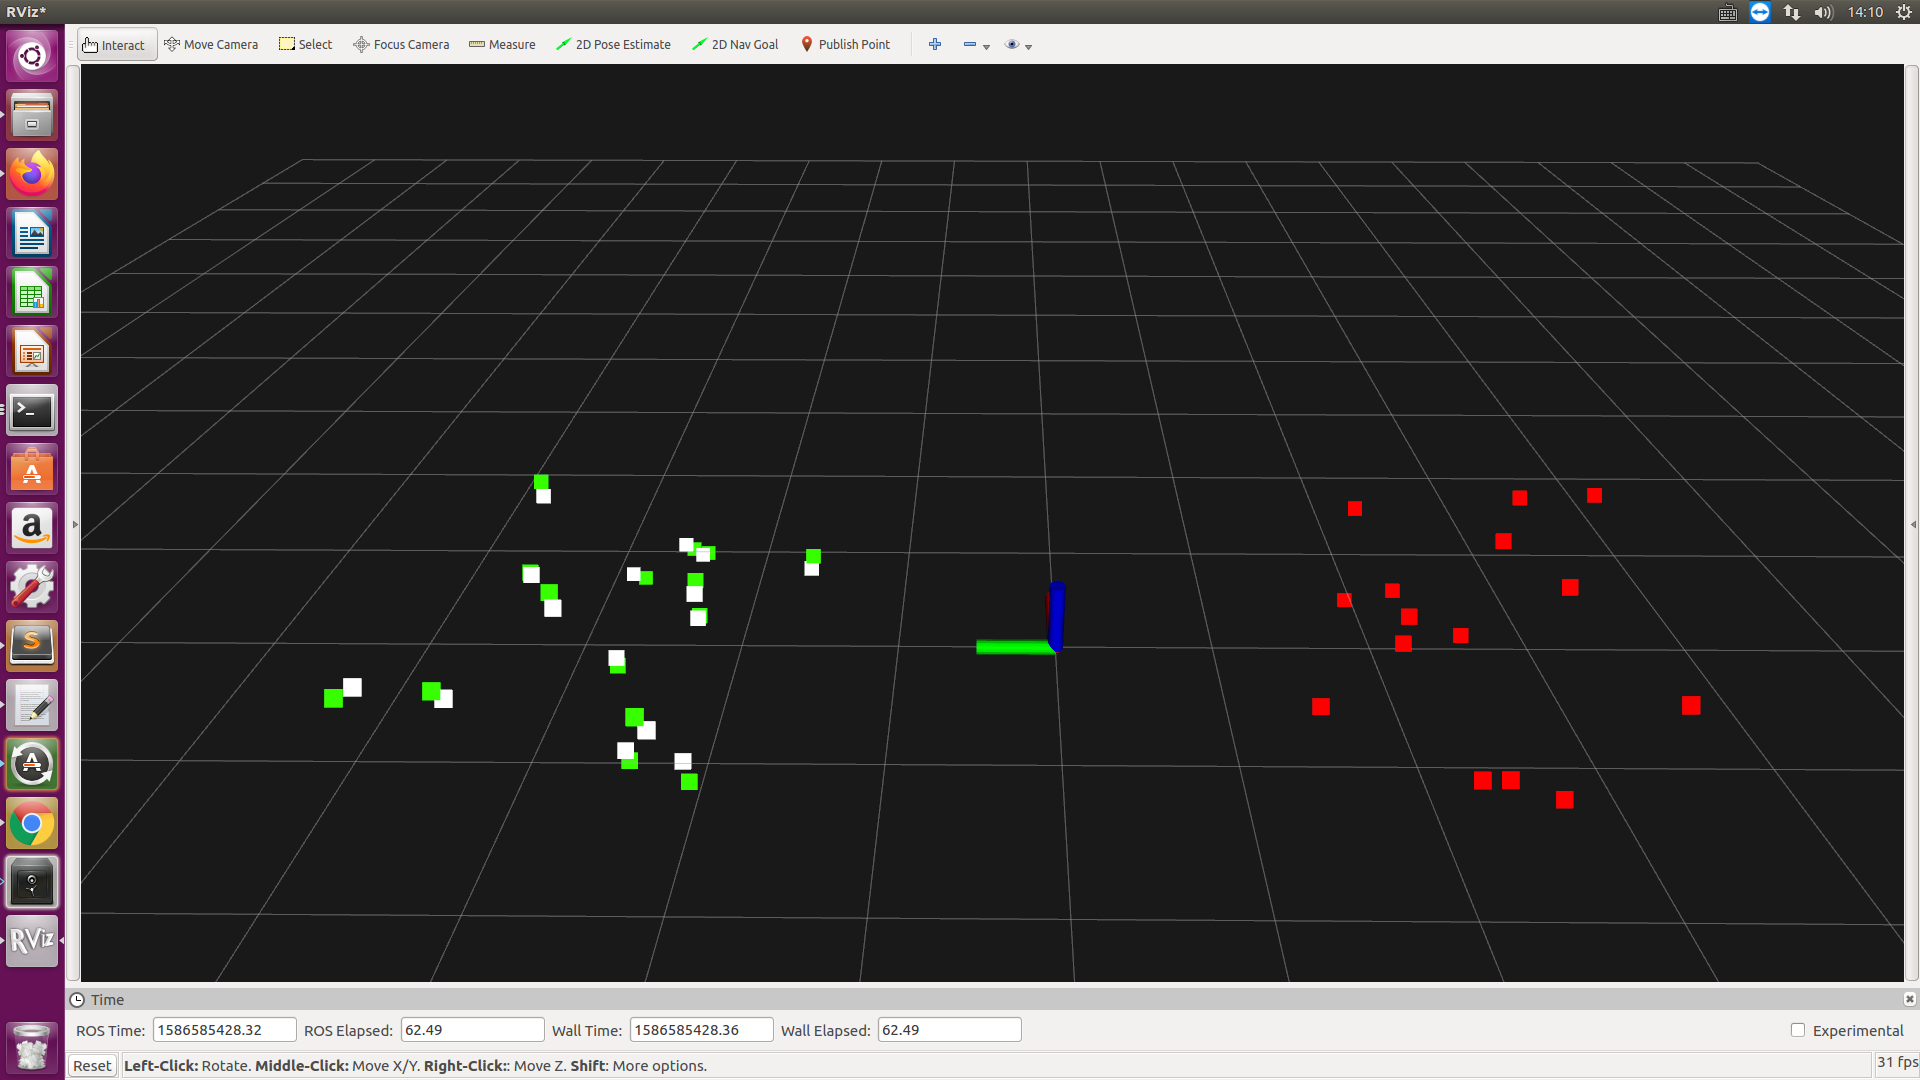 RViz*
14:10
Interact
Move Camera
Select
Focus Camera
Measure
2D Pose Estimate
2D Nav Goal
Publish Point
a
S
RViz
Time
ROS Time: 1586585428.32 ROS Elapsed: 62.49 Wall Time: 1586585428.36 Wall Elapsed: 62.49 Experimental
Reset Left-Click: Rotate. Middle-Click: Move X/Y. Right-Click:: Move Z. Shift: More options. 31 fps